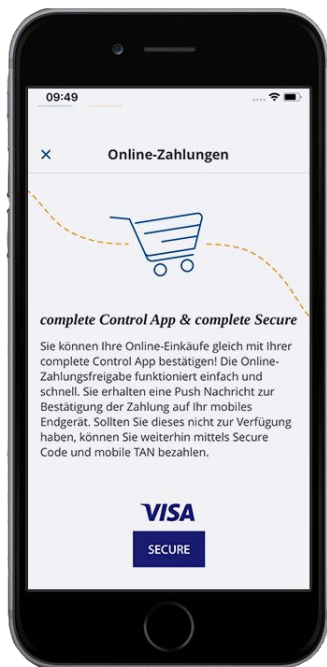 09:49
×
Online-Zahlungen
complete Control App & complete Secure
Sie können Ihre Online-Einkäufe gleich mit Ihrer
complete Control App bestätigen! Die Online-
Zahlungsfreigabe funktioniert einfach und
schnell. Sie erhalten eine Push Nachricht zur
Bestätigung der Zahlung auf Ihr mobiles
Endgerät. Sollten Sie dieses nicht zur Verfügung
haben, können Sie weiterhin mittels Secure
Code und mobile TAN bezahlen.
VISA
SECURE